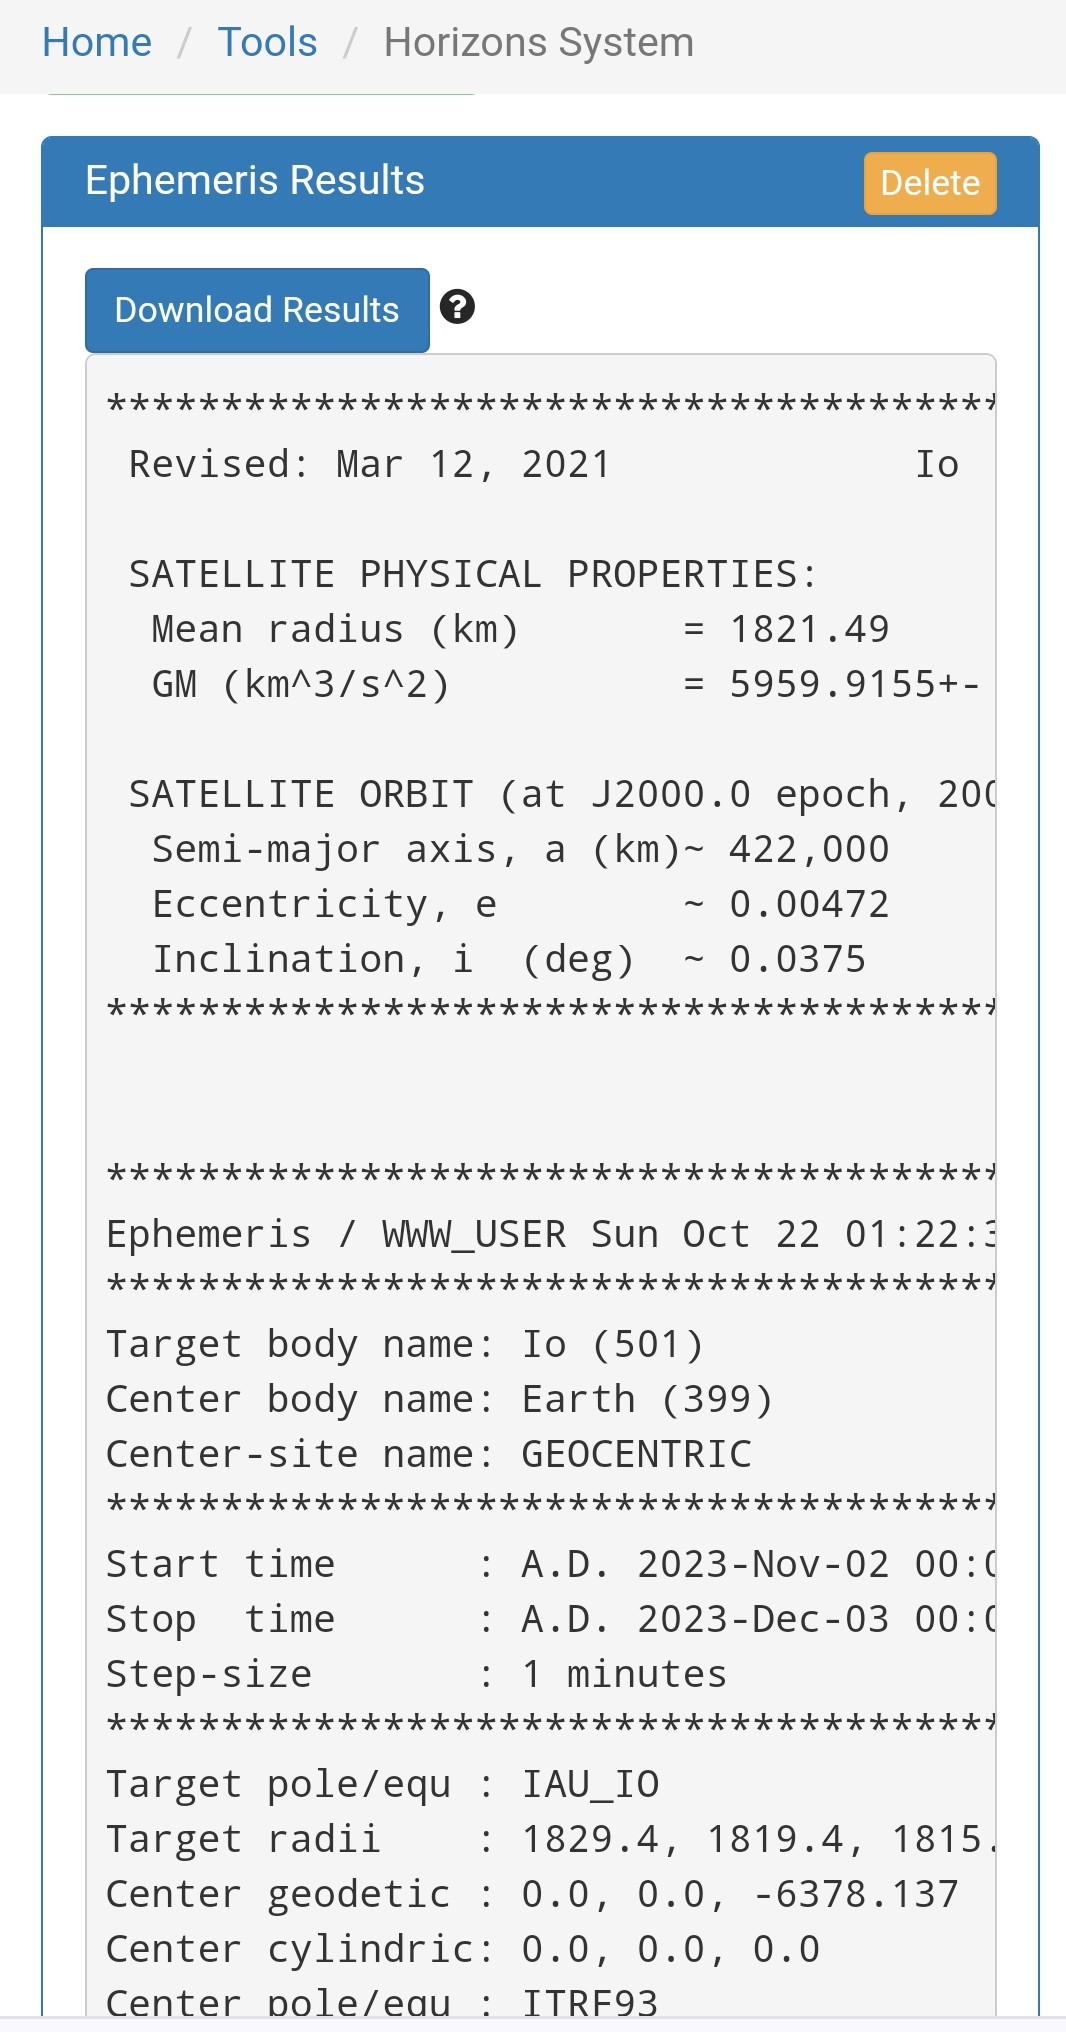 Home / Tools / Horizons System
Ephemeris Results
Delete
Download Results ?
***************************************
Revised: Mar 12, 2021 Io
SATELLITE PHYSICAL PROPERTIES:
Mean radius (km) = 1821.49
GM (km^3/s^2) = 5959.9155+-
SATELLITE ORBIT (at J2000.0 epoch, 200
Semi-major axis, a (km)~ 422,000
Eccentricity, e ~ 0.00472
Inclination, i (deg) ~ 0.0375
***************************************
***************************************
Ephemeris / WWW_USER Sun Oct 22 01:22:3
***************************************
Target body name: Io (501)
Center body name: Earth (399)
Center-site name: GEOCENTRIC
***************************************
Start time : A.D. 2023-Nov-02 00:0
Stop time : A.D. 2023-Dec-03 00:0
Step-size : 1 minutes
***************************************
Target pole/equ : IAU_IO
Target radii : 1829.4, 1819.4, 1815.
Center geodetic : 0.0, 0.0, -6378.137
Center cylindric: 0.0, 0.0, 0.0
Center pole/equ : ITRF93